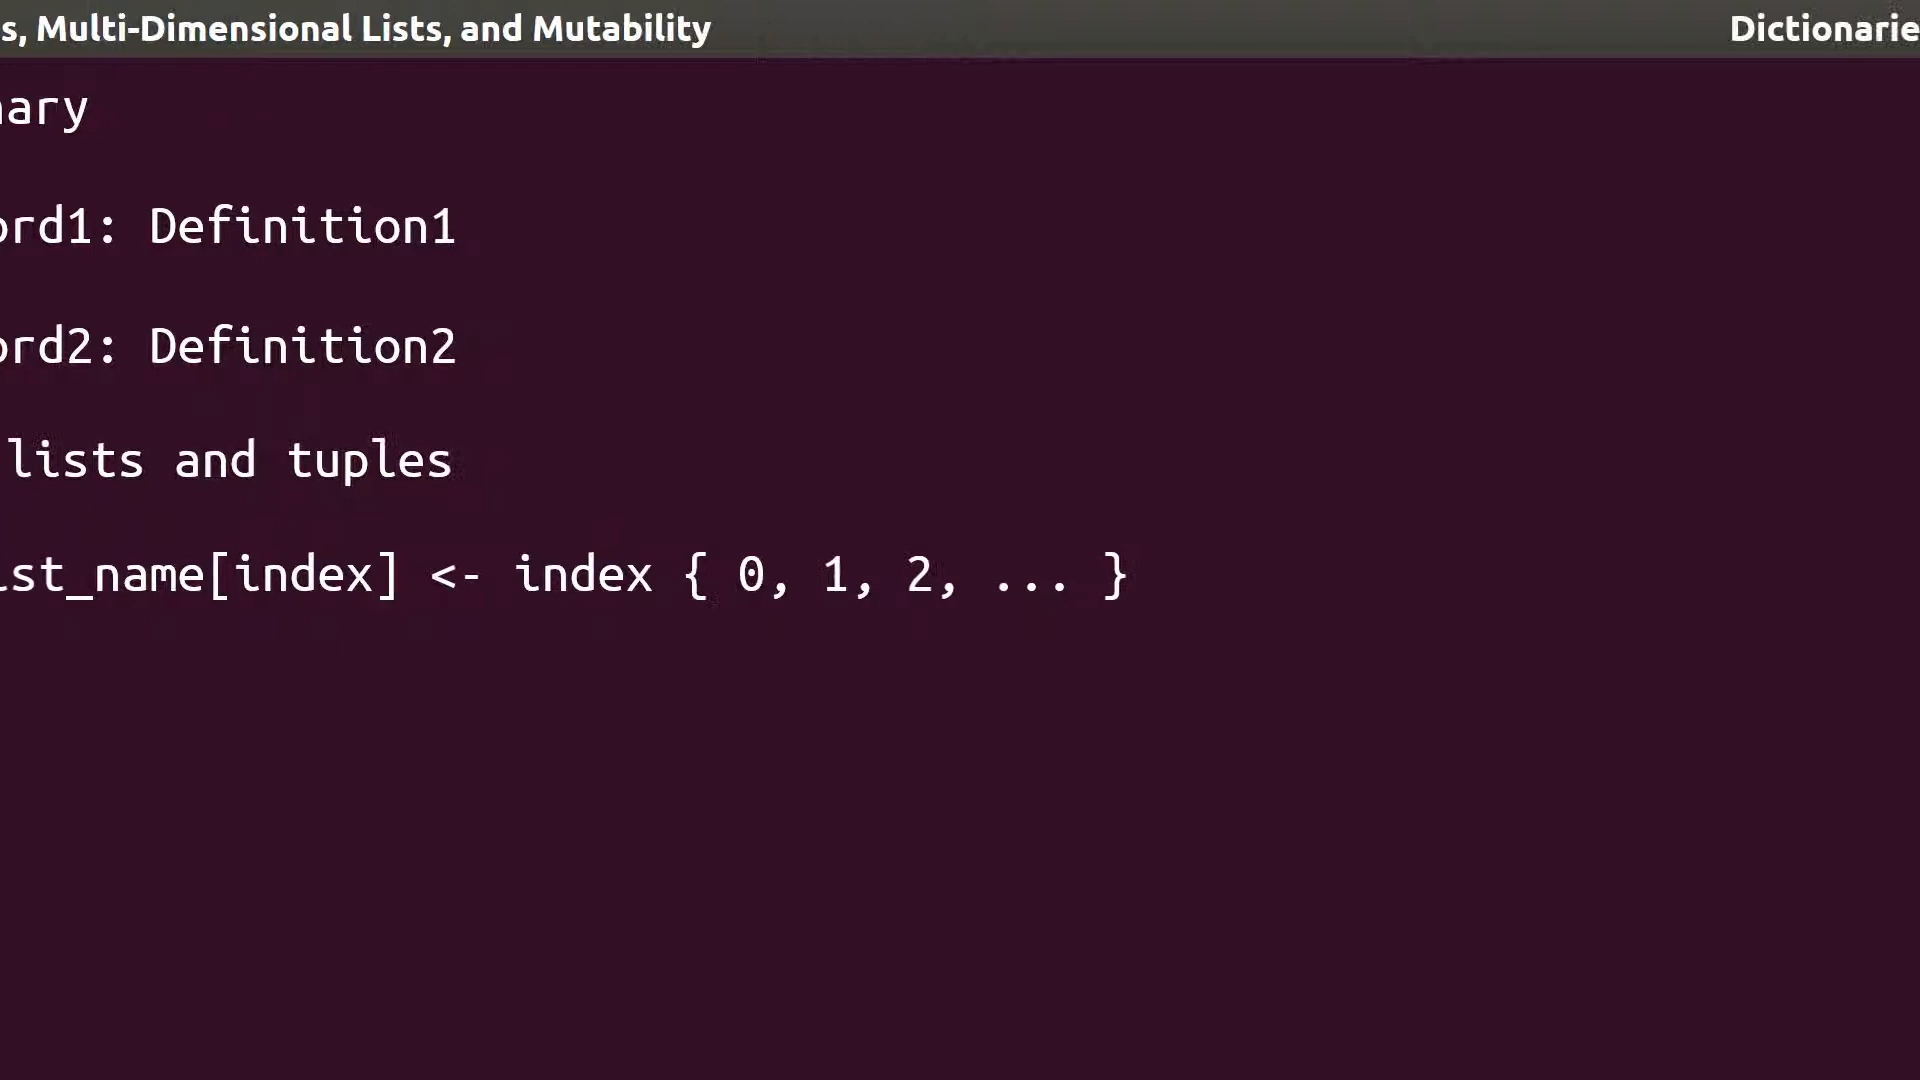 s, Multi-Dimensional Lists, and Mutability Dictionarie
ary
ord1: Definition1
ord2: Definition2
lists and tuples
ist_name[index] <- index { 0, 1, 2, ... }